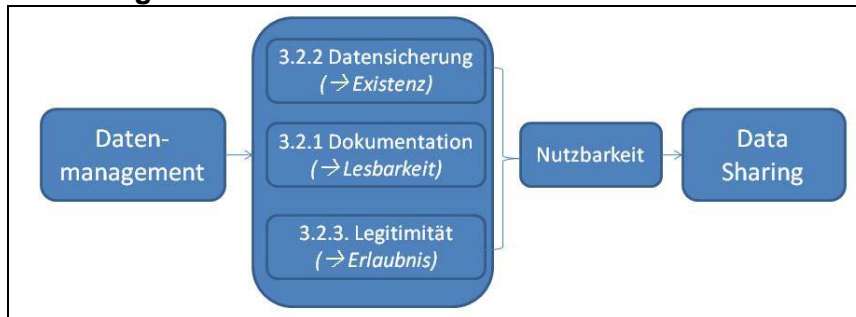 Daten-
management
3.2.2 Datensicherung
(→Existenz)
3.2.1 Dokumentation
(→Lesbarkeit)
3.2.3. Legitimität
(→Erlaubnis)
Nutzbarkeit
Data
Sharing